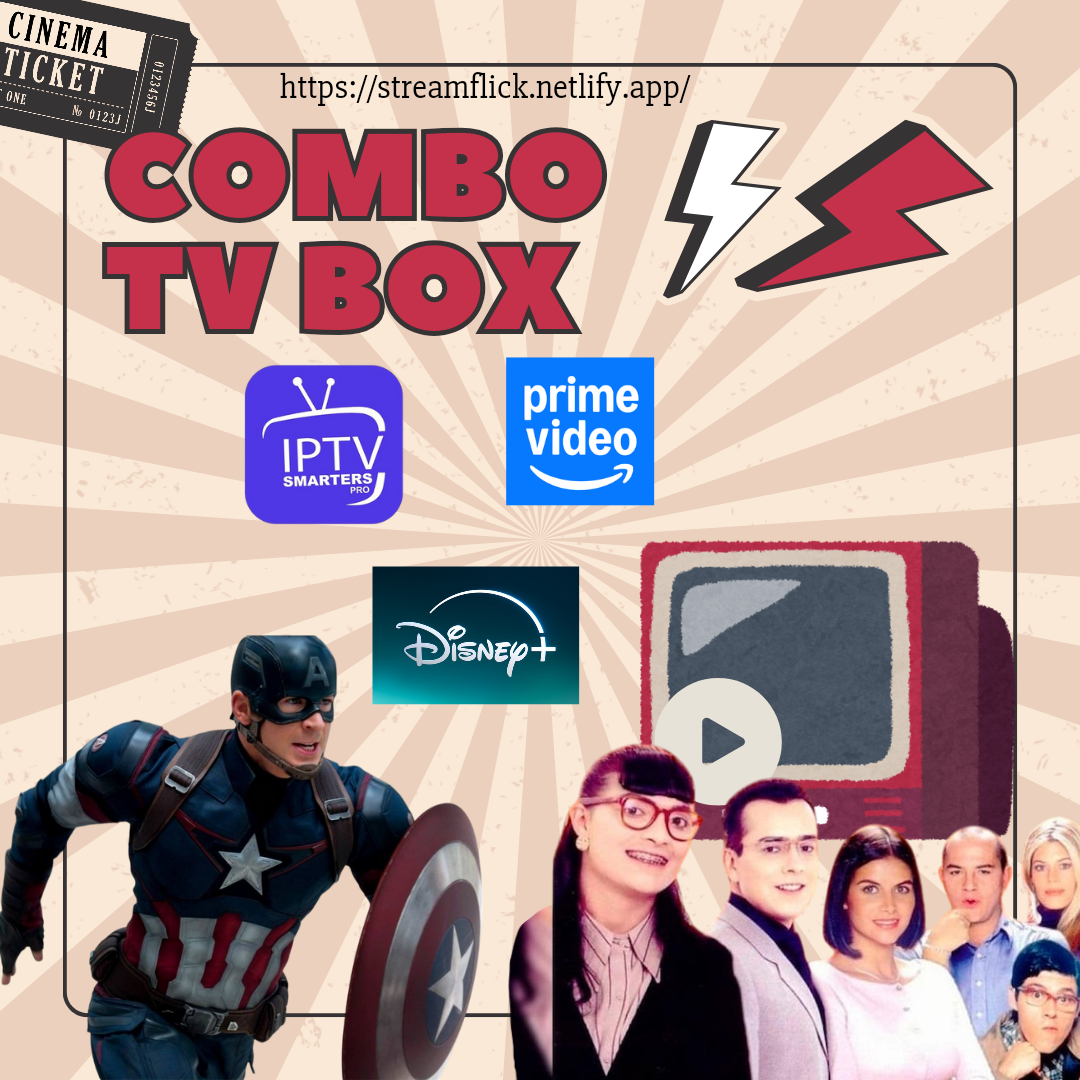 CINEMA
TICKET
ONE
№ 0123J
0123456J
https://streamflick.netlify.app/
COMBO
TV BOX
IPTV
SMARTERS
PRO
prime
video
Disney+
A